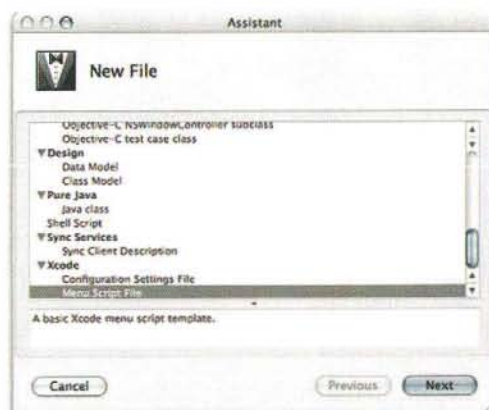 Assistant
New File
Objective-C NSWindowController subclass
Objective-C test case class
Design
Data Model
Class Model
Pure Java
Java class
Shell Script
Sync Services
Sync Client Description
Xcode
Configuration Settings File
Menu Script File
A basic Xcode menu script template.
Cancel
Previous
Next